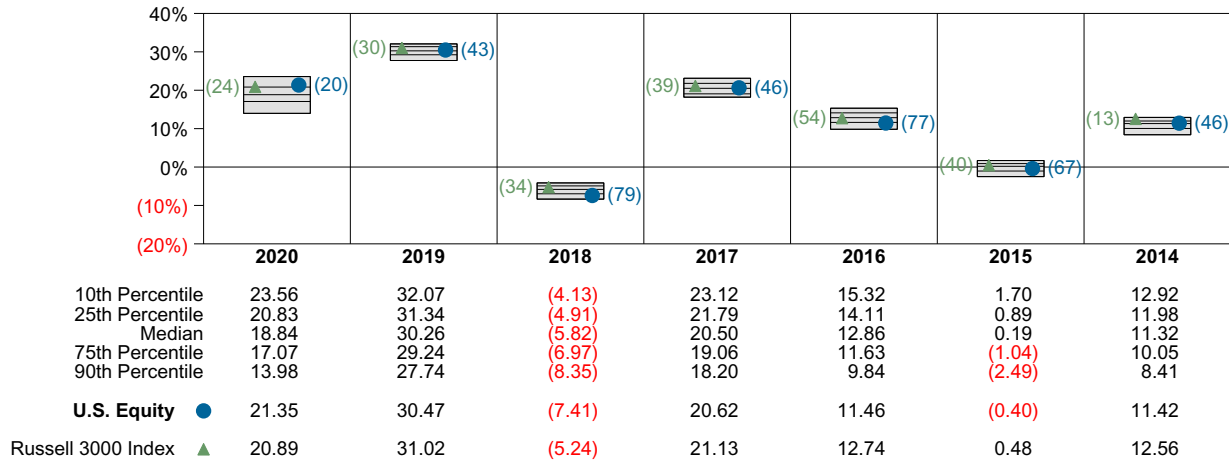 40%
30%
20%
10%
0%
(10%)
(20%)
(24) (20) (30) (43) (34) (79) (39) (46) (54) (77) (40) (67) (13) (46)
2020 2019 2018 2017 2016 2015 2014
10th Percentile 23.56 32.07 (4.13) 23.12 15.32 1.70 12.92
25th Percentile 20.83 31.34 (4.91) 21.79 14.11 0.89 11.98
Median 18.84 30.26 (5.82) 20.50 12.86 0.19 11.32
75th Percentile 17.07 29.24 (6.97) 19.06 11.63 (1.04) 10.05
90th Percentile 13.98 27.74 (8.35) 18.20 9.84 (2.49) 8.41
U.S. Equity 21.35 30.47 (7.41) 20.62 11.46 (0.40) 11.42
Russell 3000 Index 20.89 31.02 (5.24) 21.13 12.74 0.48 12.56